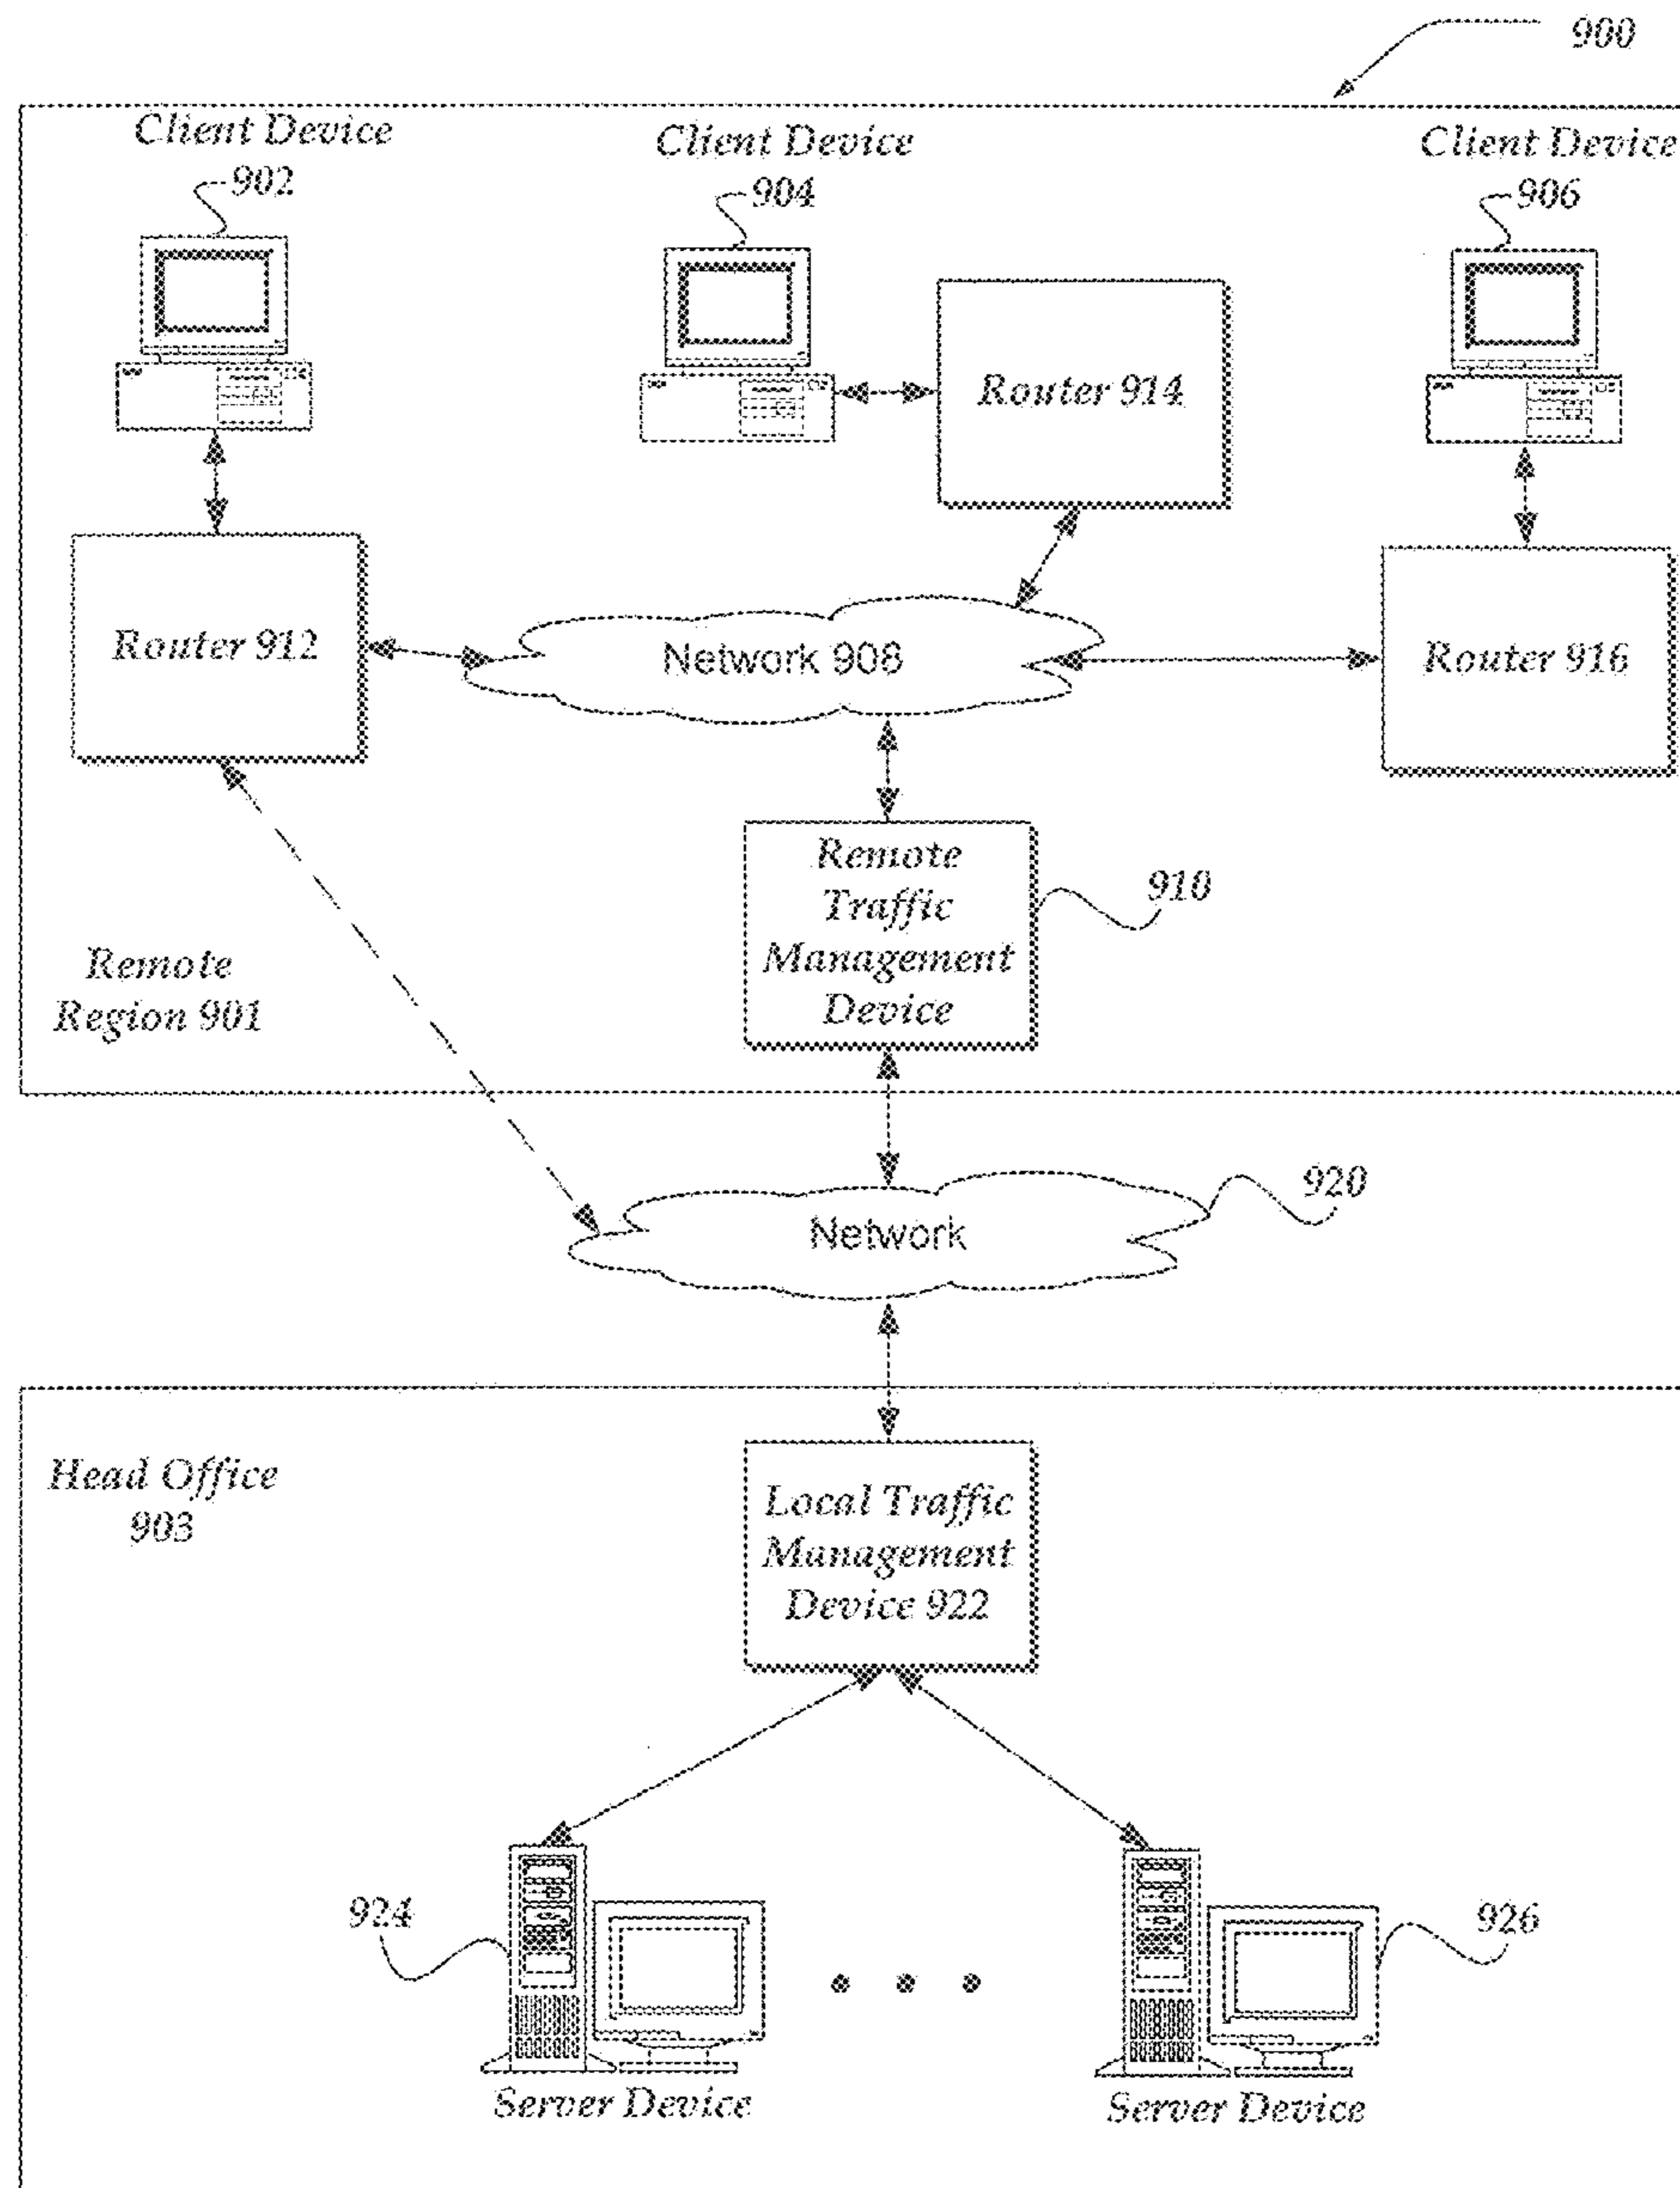 900
Client Device
902
Client Device
904
Client Device
906
Router 914
Router 912
Network 908
Router 916
Remote
Traffic
Management
Device
910
Remote
Region 901
920
Network
Head Office
903
Local Traffic
Management
Device 922
924
926
Server Device
Server Device